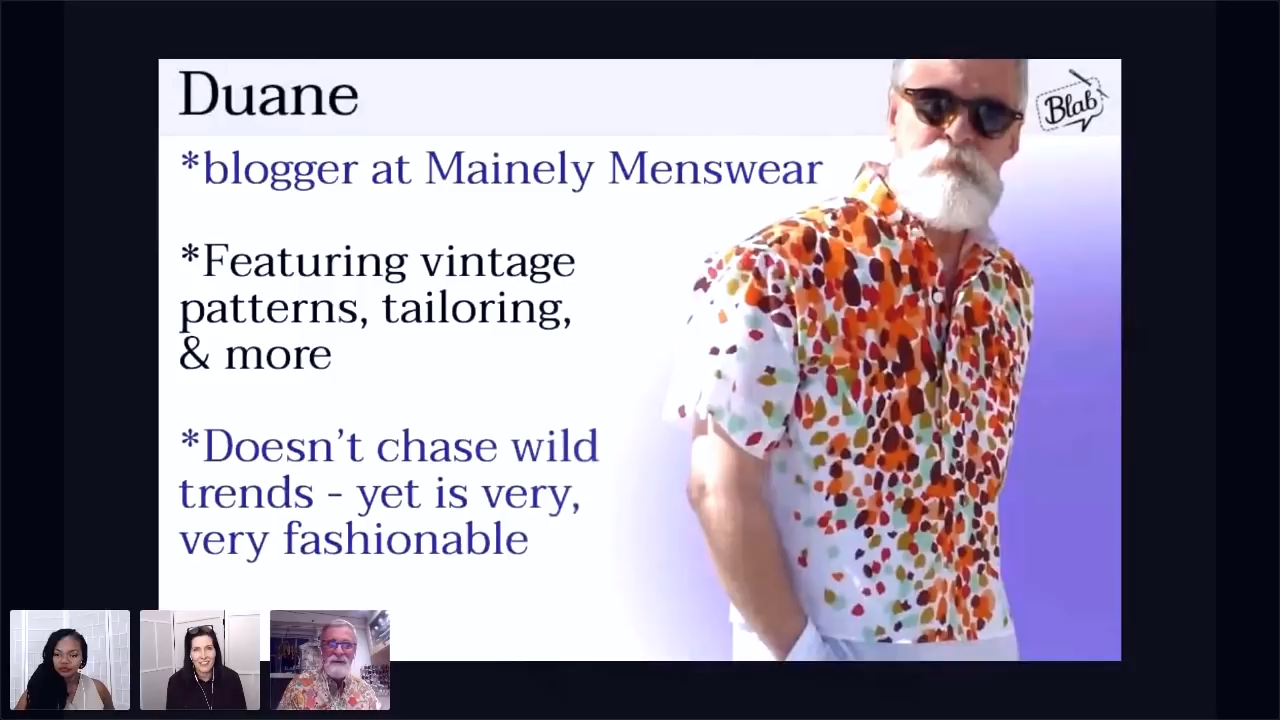 Duane
Blab
*blogger at Mainely Menswear
*Featuring vintage
patterns, tailoring,
& more
*Doesn't chase wild
trends - yet is very,
very fashionable